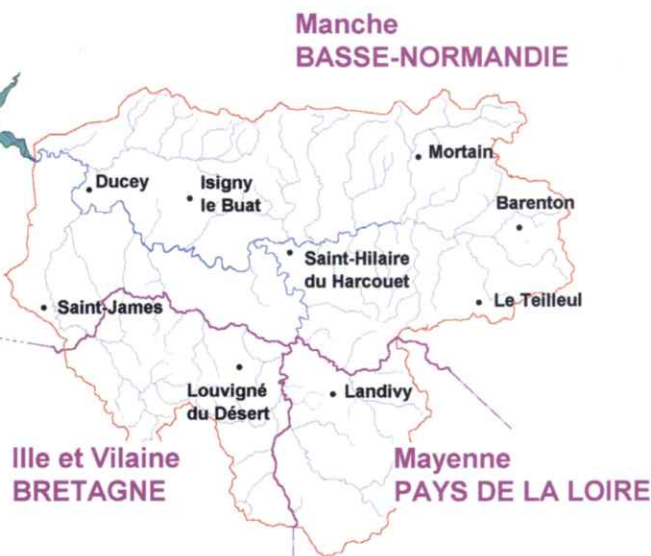 Manche
BASSE-NORMANDIE
Mortain
Ducey
Isigny
le Buat
Barenton
Saint-Hilaire
du Harcouet
Le Teilleul
Saint-James
Louvigné
du Désert
Landivy
Ille et Vilaine
BRETAGNE
Mayenne
PAYS DE LA LOIRE